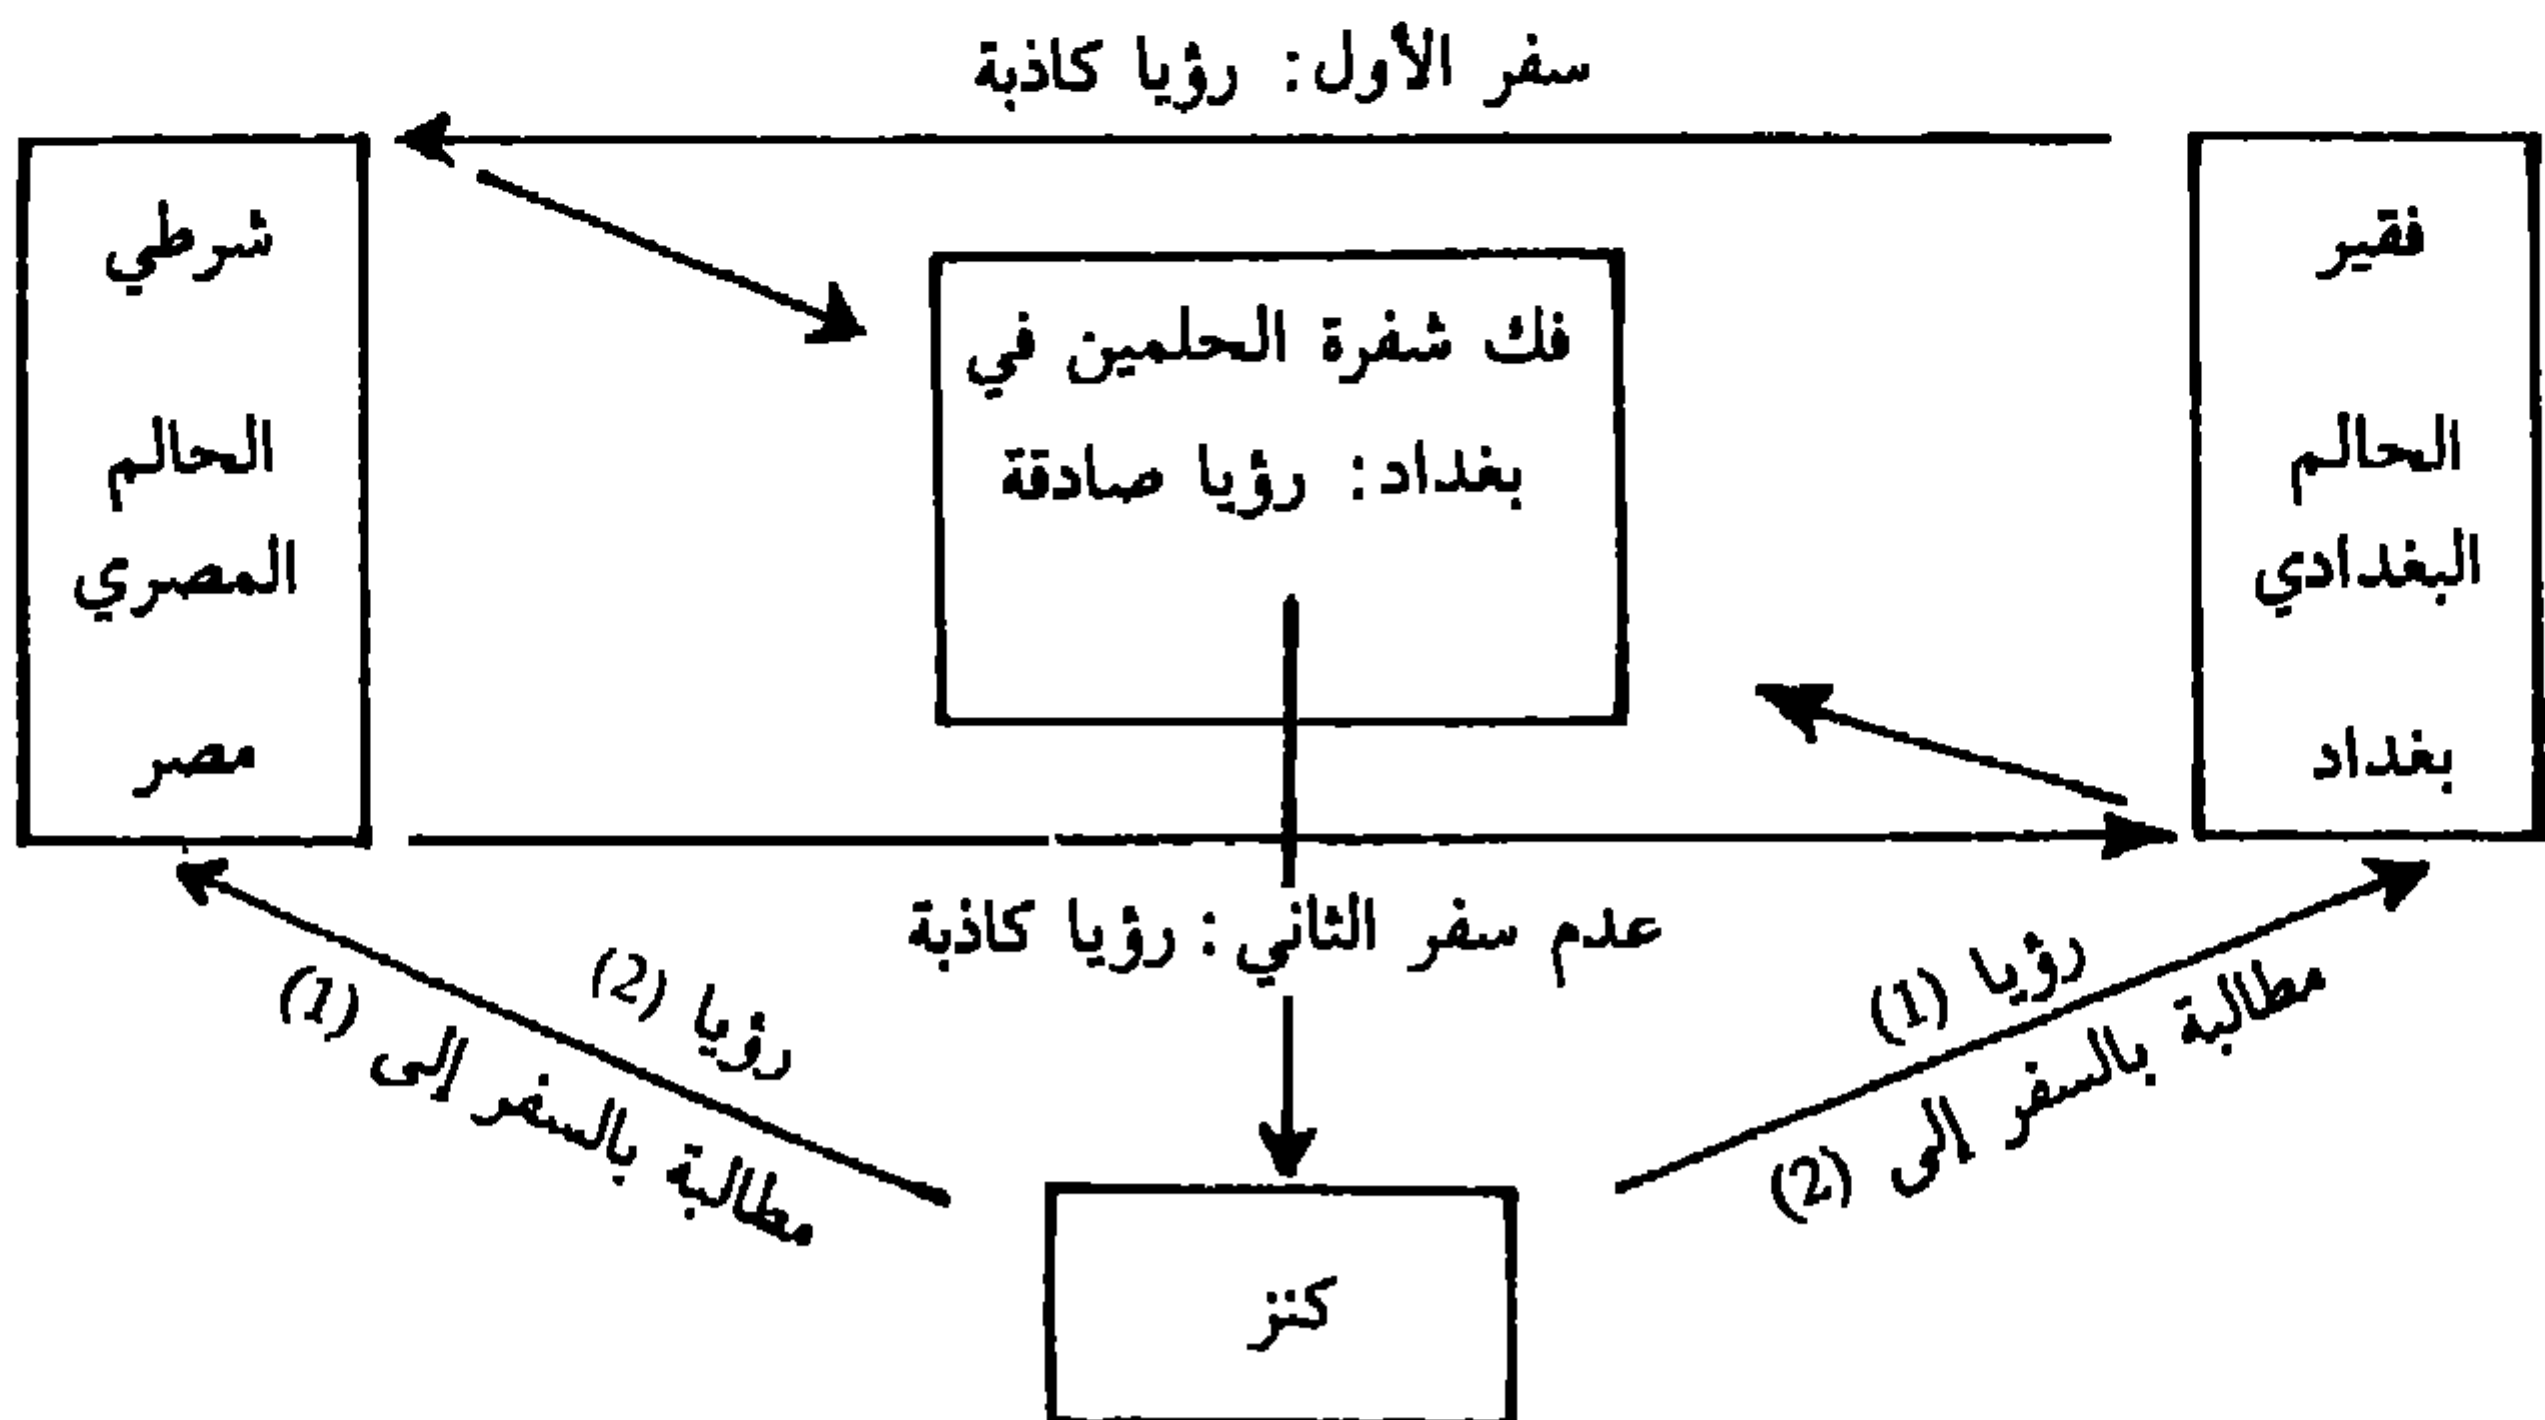 سفر الأول: رؤيا كاذبة
فقير
الحالم
البغدادي
بغداد
فك شفرة الحلمين في
بغداد: رؤيا صادقة
شرطي
الحالم
المصري
مصر
عدم سفر الثاني: رؤيا كاذبة
رؤيا (1)
مطالبة بالسفر الى (2)
رؤيا (2)
مطالبة بالسفر إلى (1)
كنز